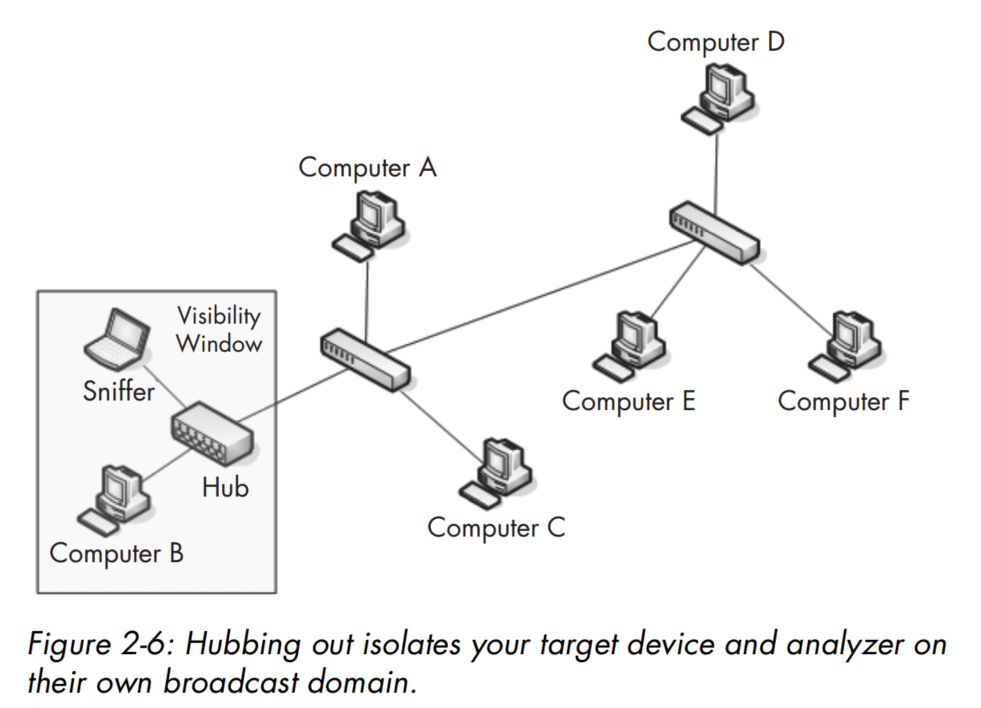 Computer D
Computer A
Visibility
Window
Sniffer
Computer E
Computer F
Hub
Computer C
Computer B
Figure 2-6: Hubbing out isolates your target device and analyzer on
their own broadcast domain.